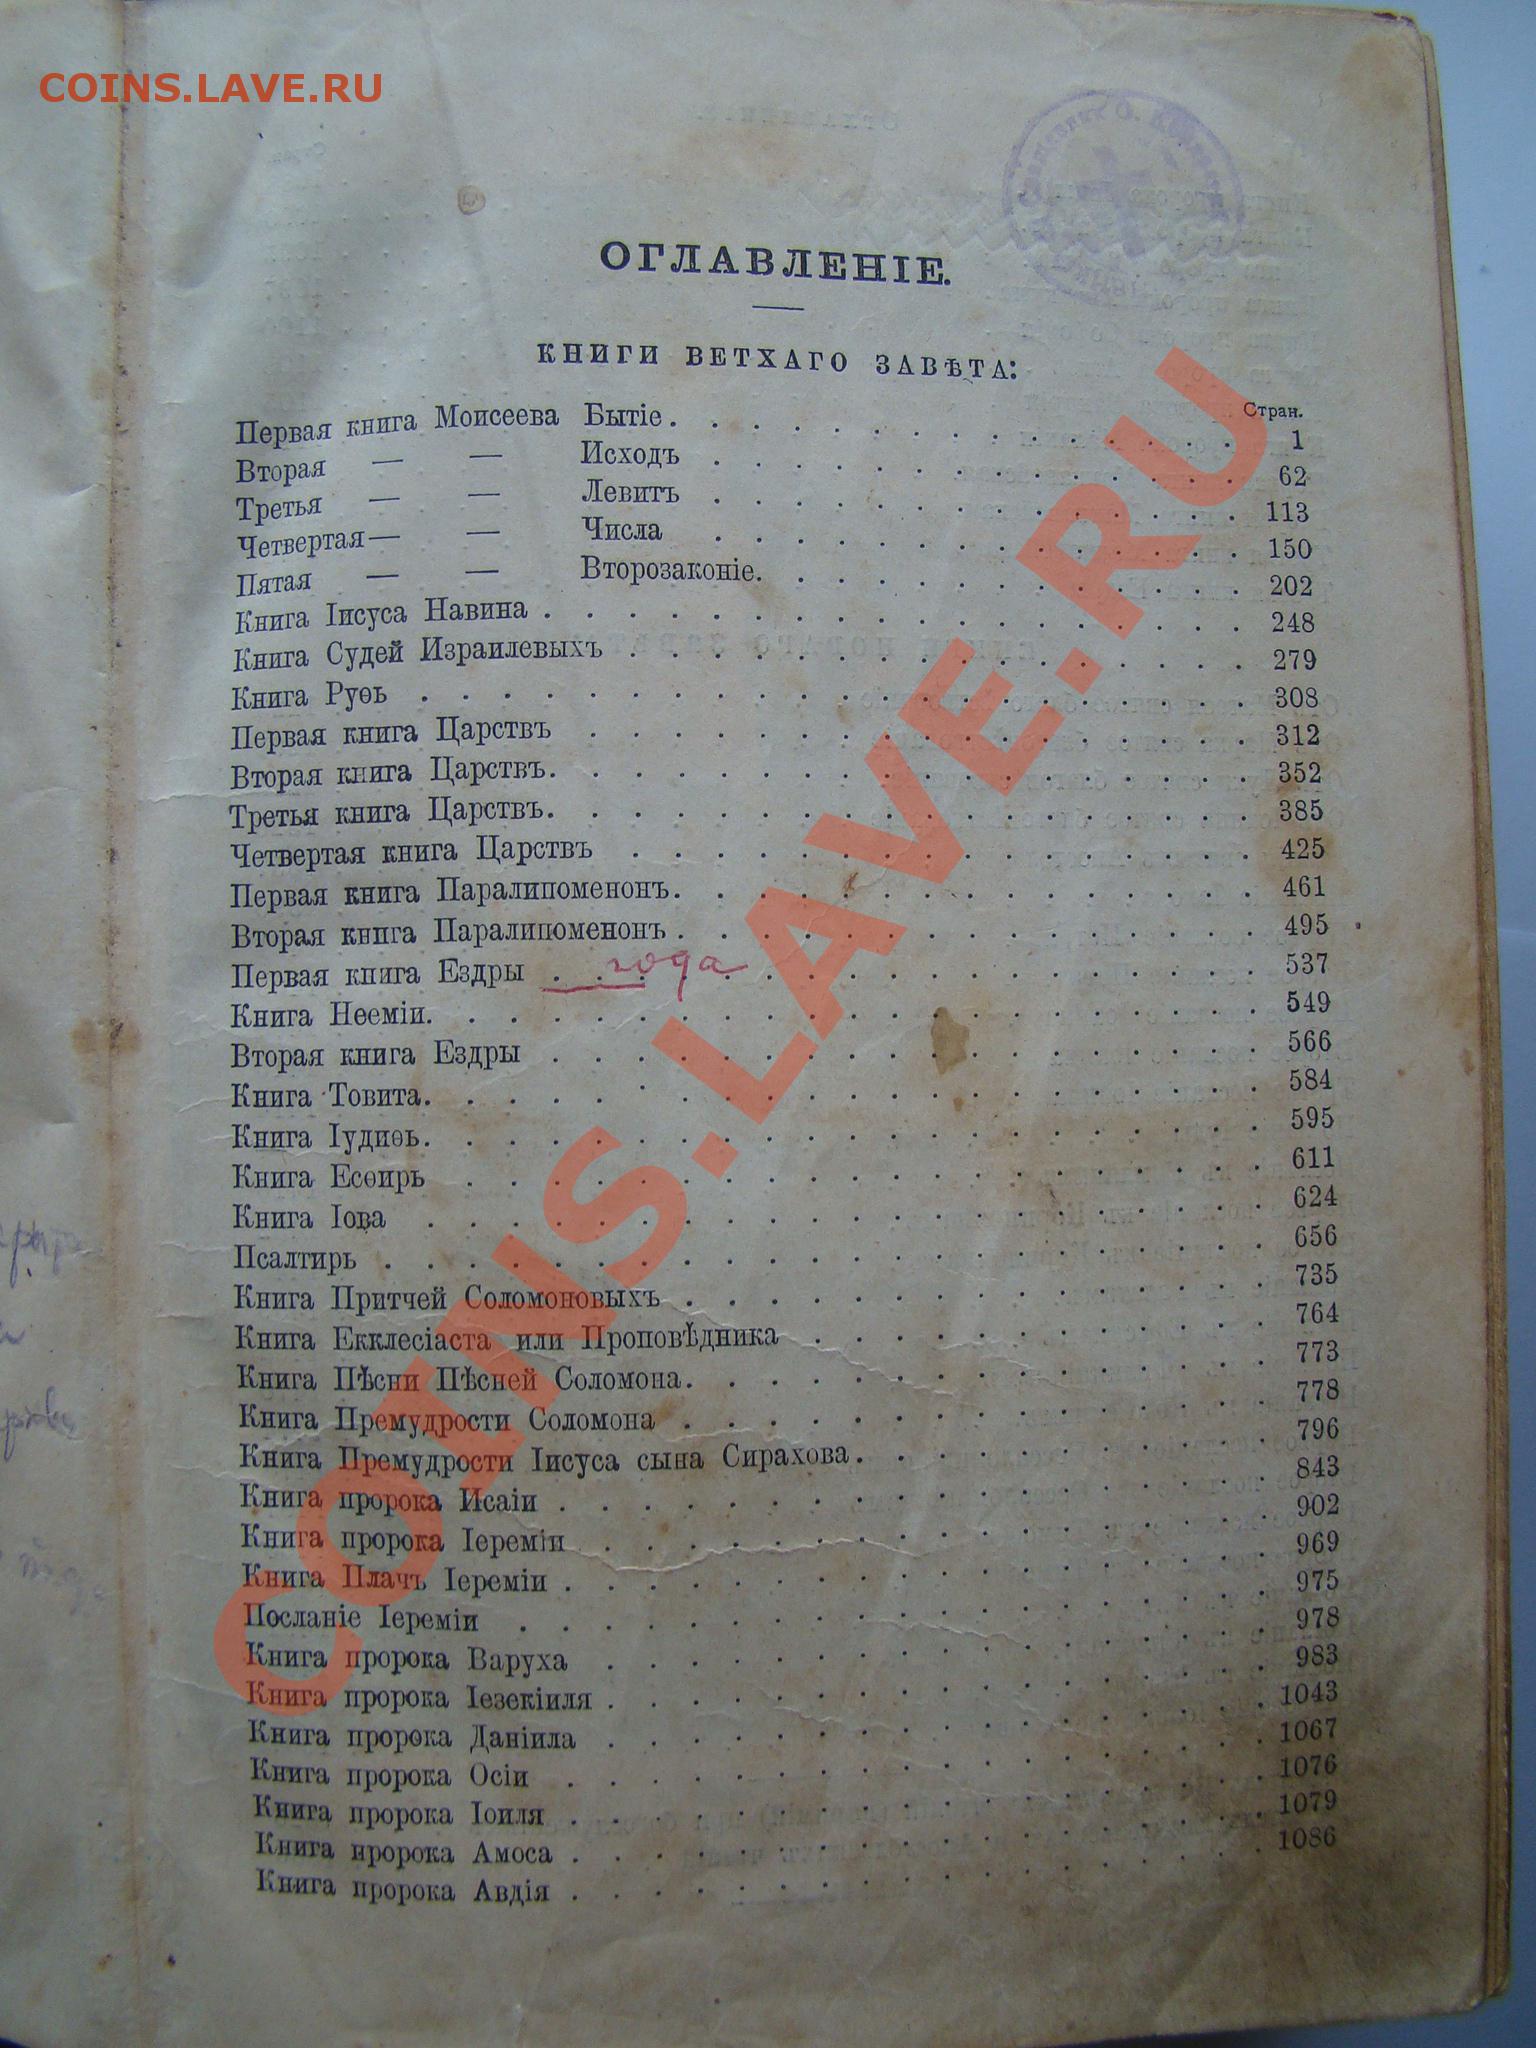 COINS.LAVE.RU
ОГЛАВЛЕНІЕ.
КНИГИ ВЕТХАГО ЗАВѢТА:
Стран.
Первая книга Моисеева Бытіе. 1
Вторая — — Исходъ 62
Третья — — Левитъ 113
Четвертая — — Числа 150
Пятая — — Второзаконіе. 202
Книга Іисуса Навина 248
Книга Судей Израилевыхъ 279
Книга Руѳь 308
Первая книга Царствъ 312
Вторая книга Царствъ. 352
Третья книга Царствъ. 385
Четвертая книга Царствъ 425
Первая книга Паралипоменонъ. 461
Вторая книга Паралипоменонъ. 495
Первая книга Ездры года 537
Книга Нееміи. 549
Вторая книга Ездры 566
Книга Товита. 584
Книга Іудиѳь. 595
Книга Есѳирь 611
Книга Іова 624
Псалтирь 656
Книга Притчей Соломоновыхъ 735
Книга Екклесіаста или Проповѣдника 764
Книга Пѣсни Пѣсней Соломона. 773
Книга Премудрости Соломона 778
Книга Премудрости Іисуса сына Сирахова. 796
Книга пророка Исаіи 843
Книга пророка Іереміи 902
Книга Плачъ Іереміи 969
Посланіе Іереміи 975
Книга пророка Варуха 978
Книга пророка Іезекіиля 983
Книга пророка Даніила 1043
Книга пророка Осіи 1067
Книга пророка Іоиля 1076
Книга пророка Амоса 1079
Книга пророка Авдія 1086
COINS.LAVE.RU